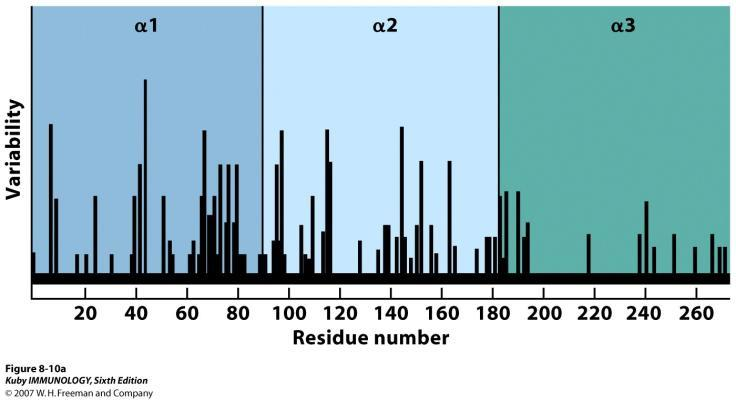 α1 α2 α3
Variability
20 40 60 80 100 120 140 160 180 200 220 240 260
Residue number
Figure 8-10a
Kuby IMMUNOLOGY, Sixth Edition
© 2007 W. H. Freeman and Company